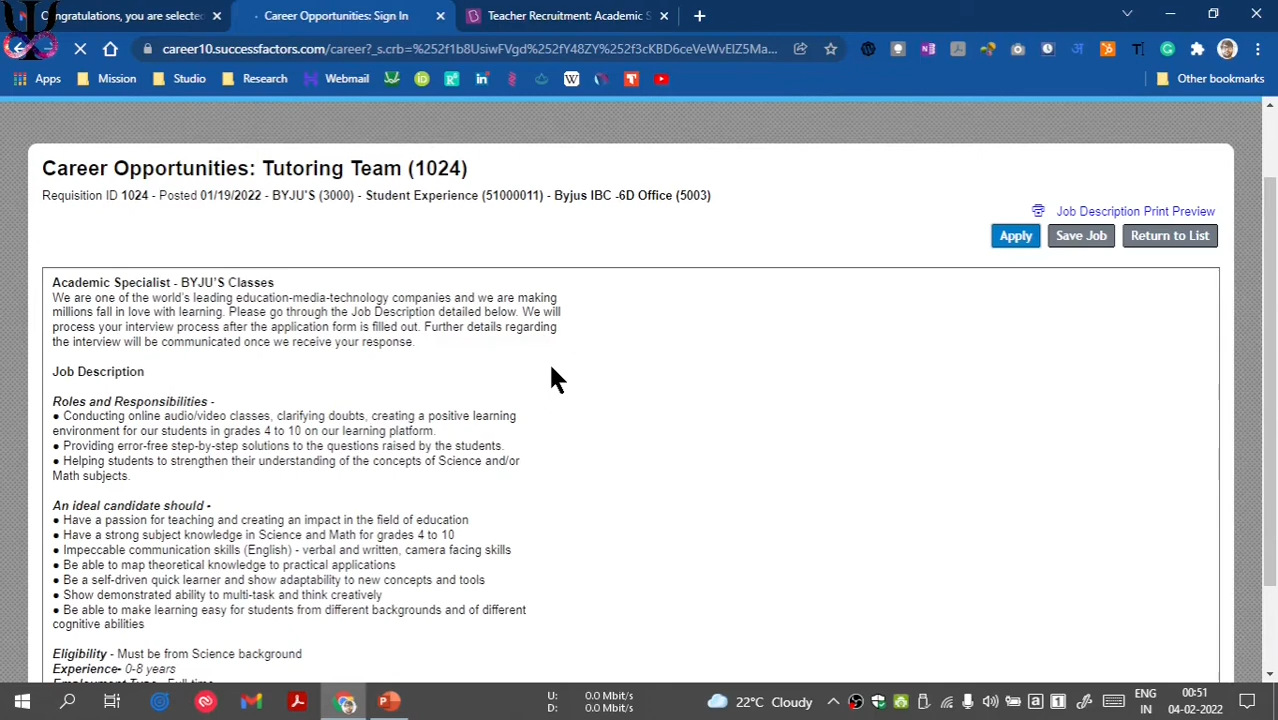 Congratulations, you are selecte
Career Opportunities: Sign In
Teacher Recruitment: Academic S
career10.successfactors.com/career?_s.crb=%252f1b8UsiwFVgd%252fY48ZY%252f3cKBD6ceVeWvEIZ5Ma...
Apps
Mission
Studio
Research
Webmail
Other bookmarks
Career Opportunities: Tutoring Team (1024)
Requisition ID 1024 - Posted 01/19/2022 - BYJU'S (3000) - Student Experience (51000011) - Byjus IBC -6D Office (5003)
Job Description Print Preview
Apply
Save Job
Return to List
Academic Specialist - BYJU'S Classes
We are one of the world's leading education-media-technology companies and we are making
millions fall in love with learning. Please go through the Job Description detailed below. We will
process your interview process after the application form is filled out. Further details regarding
the interview will be communicated once we receive your response.
Job Description
Roles and Responsibilities -
● Conducting online audio/video classes, clarifying doubts, creating a positive learning
environment for our students in grades 4 to 10 on our learning platform.
● Providing error-free step-by-step solutions to the questions raised by the students.
● Helping students to strengthen their understanding of the concepts of Science and/or
Math subjects.
An ideal candidate should -
● Have a passion for teaching and creating an impact in the field of education
● Have a strong subject knowledge in Science and Math for grades 4 to 10
● Impeccable communication skills (English) - verbal and written, camera facing skills
● Be able to map theoretical knowledge to practical applications
● Be a self-driven quick learner and show adaptability to new concepts and tools
● Show demonstrated ability to multi-task and think creatively
● Be able to make learning easy for students from different backgrounds and of different
cognitive abilities
Eligibility - Must be from Science background
Experience- 0-8 years
Employment Type - Full-time
U: 0.0 Mbit/s
D: 0.0 Mbit/s
22°C Cloudy
ENG
IN
00:51
04-02-2022